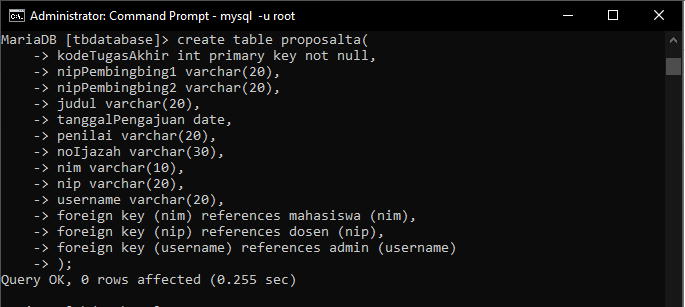 Administrator: Command Prompt - mysql -u root
MariaDB [tbdatabase]> create table proposalta(
-> kodeTugasAkhir int primary key not null,
-> nipPembingbing1 varchar(20),
-> nipPembingbing2 varchar(20),
-> judul varchar(20),
-> tanggalPengajuan date,
-> penilai varchar(20),
-> noIjazah varchar(30),
-> nim varchar(10),
-> nip varchar(20),
-> username varchar(20),
-> foreign key (nim) references mahasiswa (nim),
-> foreign key (nip) references dosen (nip),
-> foreign key (username) references admin (username)
-> );
Query OK, 0 rows affected (0.255 sec)